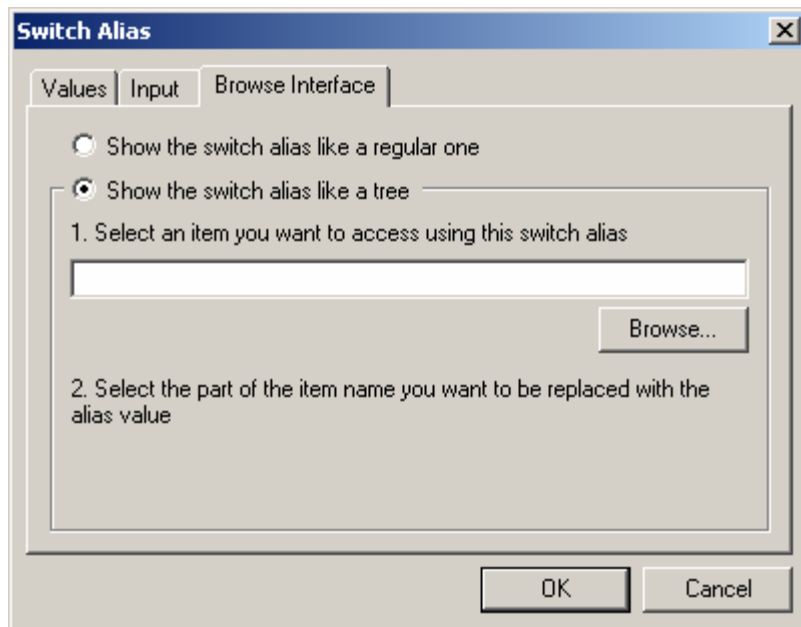 Switch Alias
Values
Input
Browse Interface
Show the switch alias like a regular one
Show the switch alias like a tree
1. Select an item you want to access using this switch alias
Browse...
2. Select the part of the item name you want to be replaced with the
alias value
OK
Cancel